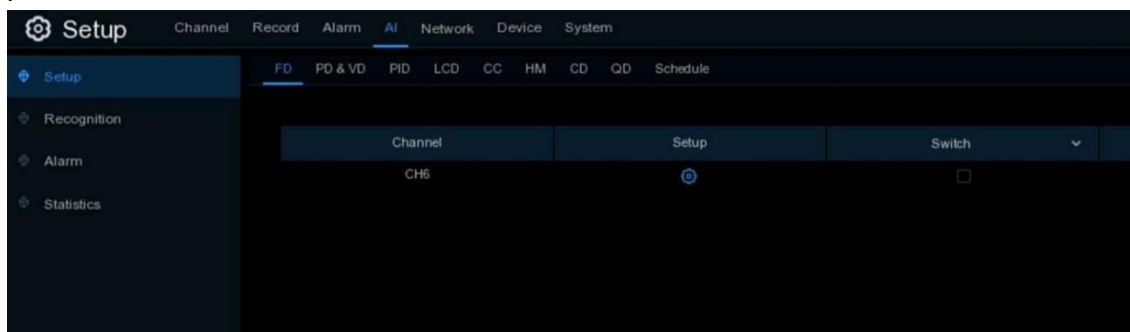 Setup Channel Record Alarm AI Network Device System
Setup
Recognition
Alarm
Statistics
FD PD & VD PID LCD CC HM CD QD Schedule
Channel Setup Switch
CH6